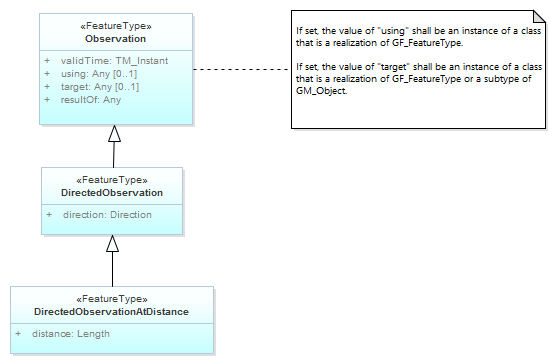 «FeatureType»
Observation
+ validTime: TM_Instant
+ using: Any [0..1]
+ target: Any [0..1]
+ resultOf: Any
If set, the value of "using" shall be an instance of a class
that is a realization of GF_FeatureType.
If set, the value of "target" shall be an instance of a class
that is a realization of GF_FeatureType or a subtype of
GM_Object.
«FeatureType»
DirectedObservation
+ direction: Direction
«FeatureType»
DirectedObservationAtDistance
+ distance: Length